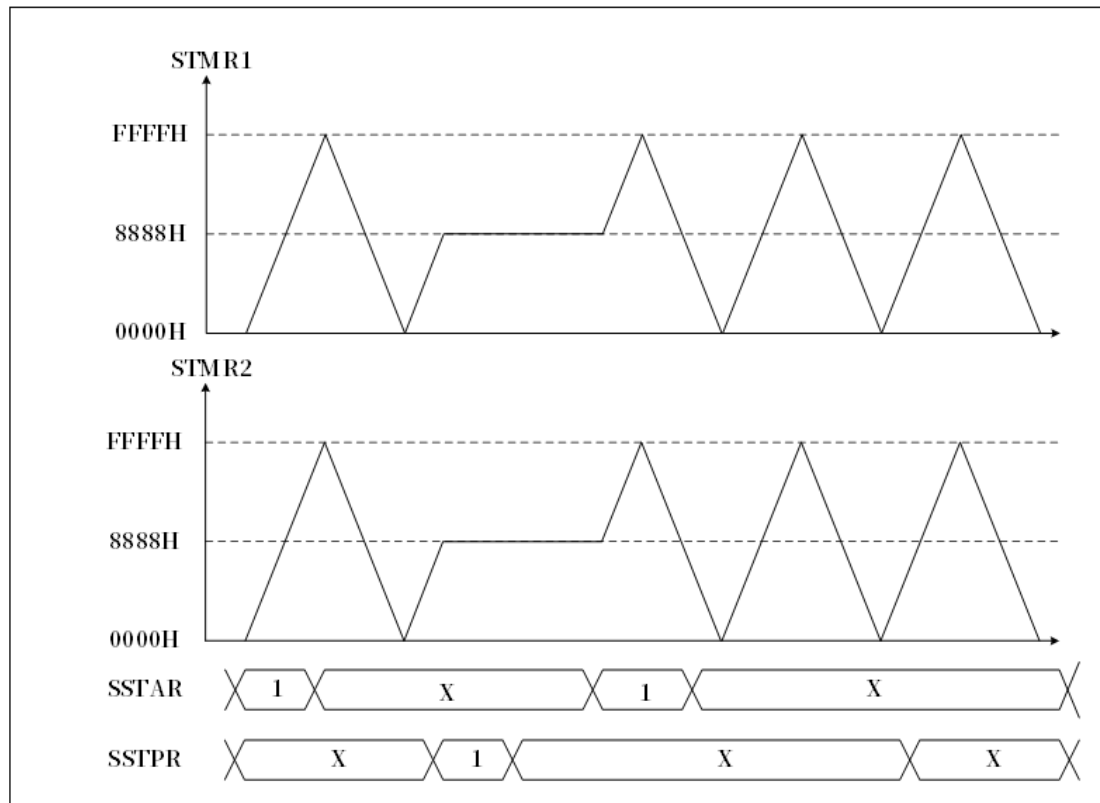 STMR1
FFFFH
8888H
0000H
STMR2
FFFFH
8888H
0000H
SSTAR 1 X 1 X
SSTPR X 1 X X